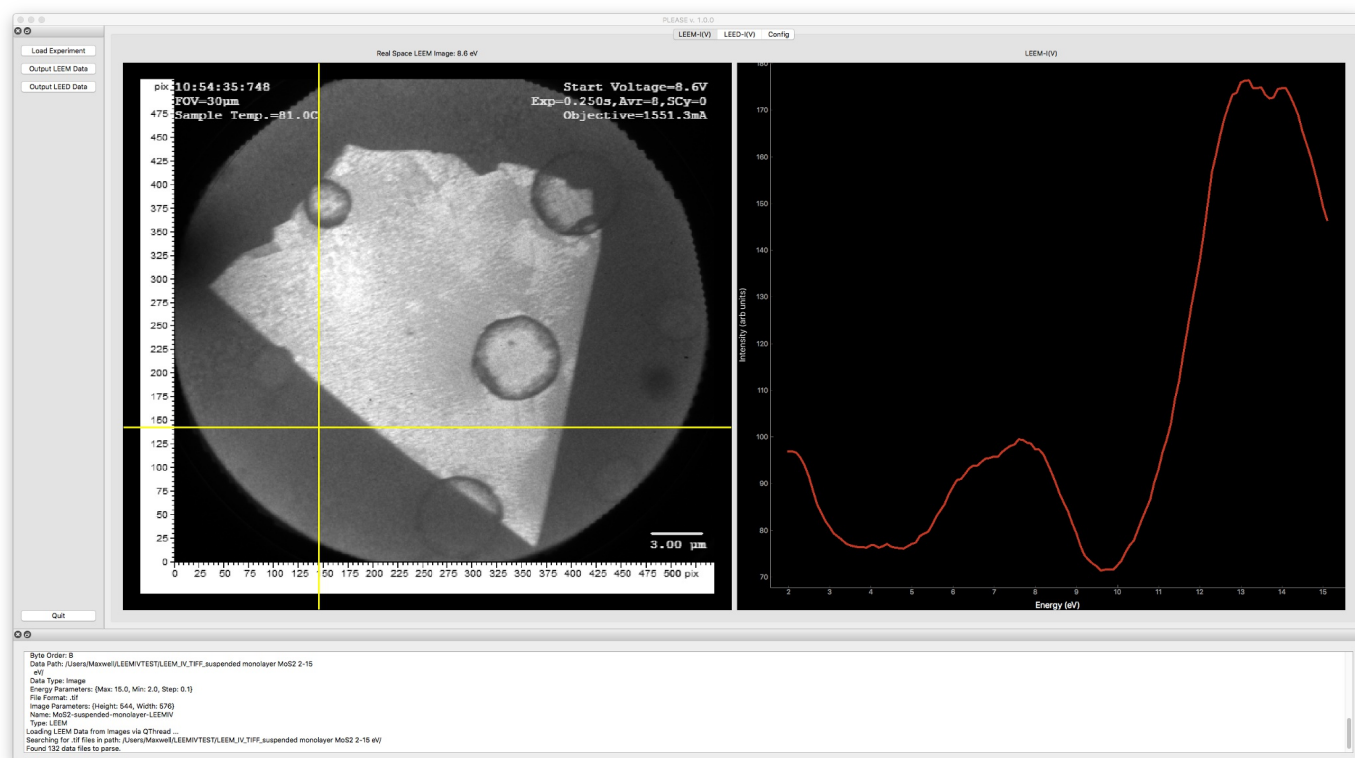 PLEASE v. 1.0.0
LEEM-I(V) LEED-I(V) Config
Load Experiment
Output LEEM Data
Output LEED Data
Quit
Real Space LEEM Image: 8.6 eV
pix 10:54:35:748
FOV=30µm
Sample Temp.=81.0C
Start Voltage=8.6V
Exp=0.250s,Avr=8,SCy=0
Objective=1551.3mA
475
450
425
400
375
350
325
300
275
250
225
200
175
150
125
100
75
50
25
0
0 25 50 75 100 125 150 175 200 225 250 275 300 325 350 375 400 425 450 475 500 pix
3.00 µm
LEEM-I(V)
Intensity (arb units)
180
170
160
150
140
130
120
110
100
90
80
70
2 3 4 5 6 7 8 9 10 11 12 13 14 15
Energy (eV)
Byte Order: B
Data Path: /Users/Maxwell/LEEMIVTEST/LEEM_IV_TIFF_suspended monolayer MoS2 2-15
eV/
Data Type: Image
Energy Parameters: {Max: 15.0, Min: 2.0, Step: 0.1}
File Format: .tif
Image Parameters: {Height: 544, Width: 576}
Name: MoS2-suspended-monolayer-LEEMIV
Type: LEEM
Loading LEEM Data from Images via QThread ...
Searching for .tif files in path: /Users/Maxwell/LEEMIVTEST/LEEM_IV_TIFF_suspended monolayer MoS2 2-15 eV/
Found 132 data files to parse.